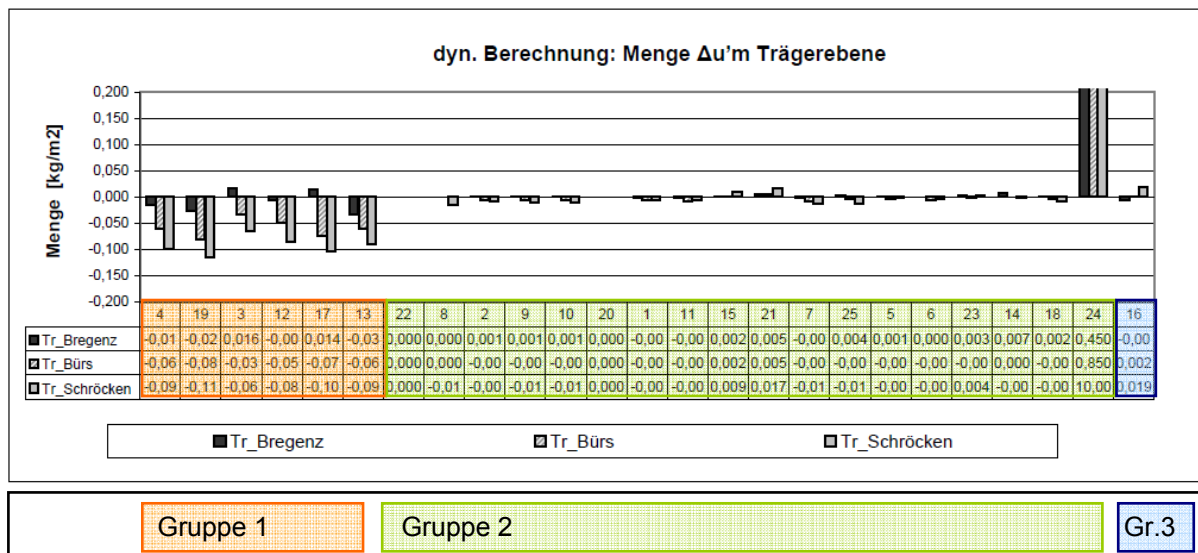 dyn. Berechnung: Menge Δu'm Trägerebene
Menge [kg/m2]
0,200
0,150
0,100
0,050
0,000
-0,050
-0,100
-0,150
-0,200
4 19 3 12 17 13 22 8 2 9 10 20 1 11 15 21 7 25 5 6 23 14 18 24 16
Tr_Bregenz -0,01 -0,02 0,016 -0,00 0,014 -0,03 0,000 0,000 0,001 0,001 0,001 0,000 -0,00 -0,00 0,002 0,005 -0,00 0,004 0,001 0,000 0,003 0,007 0,002 0,450 -0,00
Tr_Bürs -0,06 -0,08 -0,03 -0,05 -0,07 -0,06 0,000 0,000 -0,00 -0,00 -0,00 0,000 -0,00 -0,00 0,002 0,005 -0,00 -0,00 -0,00 -0,00 -0,00 0,000 -0,00 0,850 0,002
Tr_Schröcken -0,09 -0,11 -0,06 -0,08 -0,10 -0,09 0,000 -0,01 -0,00 -0,01 -0,01 0,000 -0,00 -0,00 0,009 0,017 -0,01 -0,01 -0,00 -0,00 0,004 -0,00 -0,00 10,00 0,019
Tr_Bregenz Tr_Bürs Tr_Schröcken
Gruppe 1 Gruppe 2 Gr.3